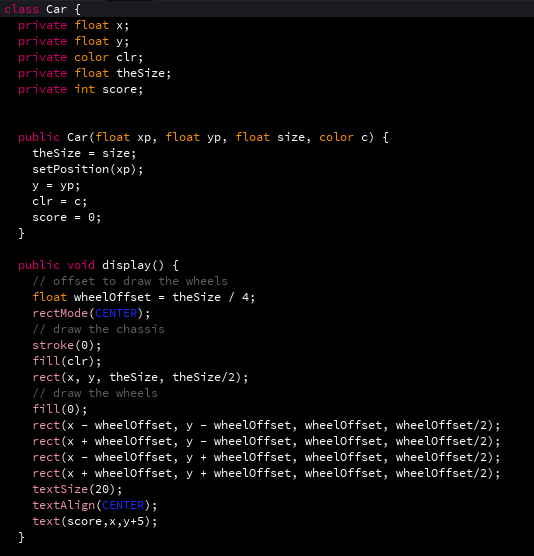 class Car {
  private float x;
  private float y;
  private color clr;
  private float theSize;
  private int score;


  public Car(float xp, float yp, float size, color c) {
    theSize = size;
    setPosition(xp);
    y = yp;
    clr = c;
    score = 0;
  }

  public void display() {
    // offset to draw the wheels
    float wheelOffset = theSize / 4;
    rectMode(CENTER);
    // draw the chassis
    stroke(0);
    fill(clr);
    rect(x, y, theSize, theSize/2);
    // draw the wheels
    fill(0);
    rect(x - wheelOffset, y - wheelOffset, wheelOffset, wheelOffset/2);
    rect(x + wheelOffset, y - wheelOffset, wheelOffset, wheelOffset/2);
    rect(x - wheelOffset, y + wheelOffset, wheelOffset, wheelOffset/2);
    rect(x + wheelOffset, y + wheelOffset, wheelOffset, wheelOffset/2);
    textSize(20);
    textAlign(CENTER);
    text(score,x,y+5);
  }